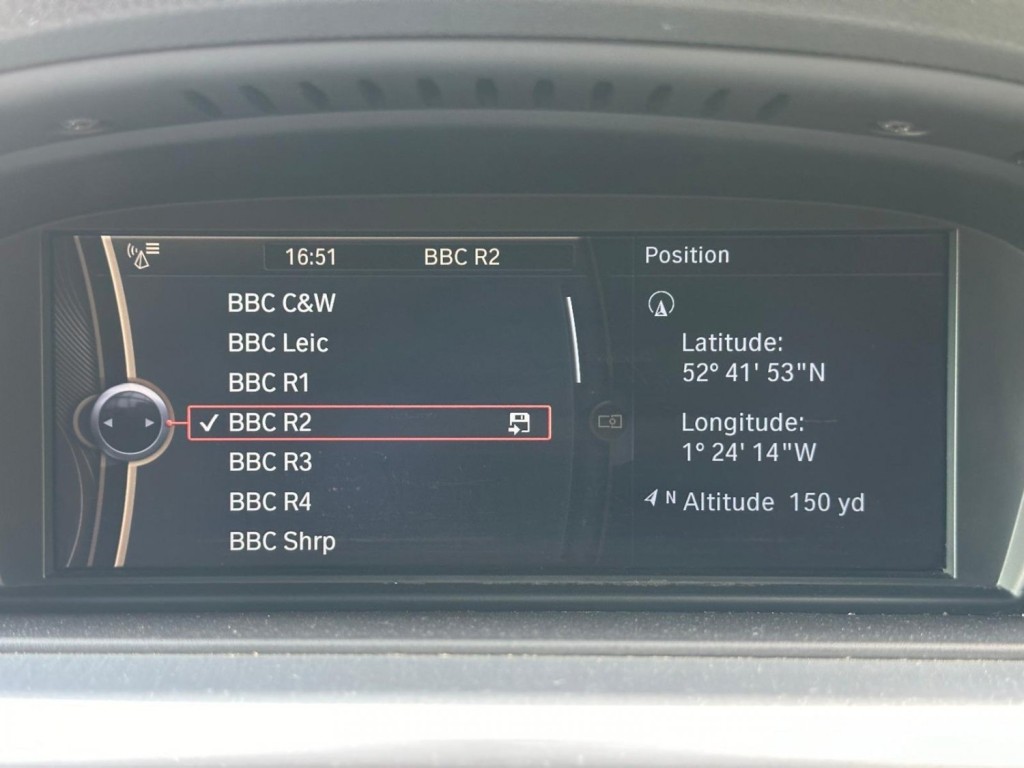 16:51 BBC R2
BBC C&W
BBC Leic
BBC R1
BBC R2
BBC R3
BBC R4
BBC Shrp
Position
Latitude:
52° 41' 53"N
Longitude:
1° 24' 14"W
N Altitude 150 yd